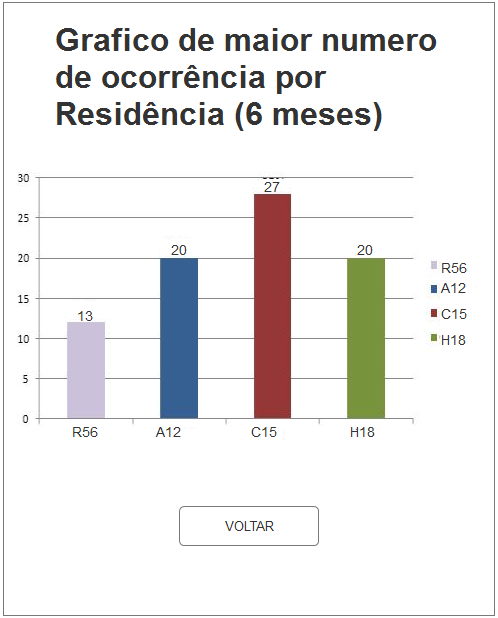 Grafico de maior numero
de ocorrência por
Residência (6 meses)
30
25
20
15
10
5
0
13
20
27
20
R56
A12
C15
H18
R56
A12
C15
H18
VOLTAR